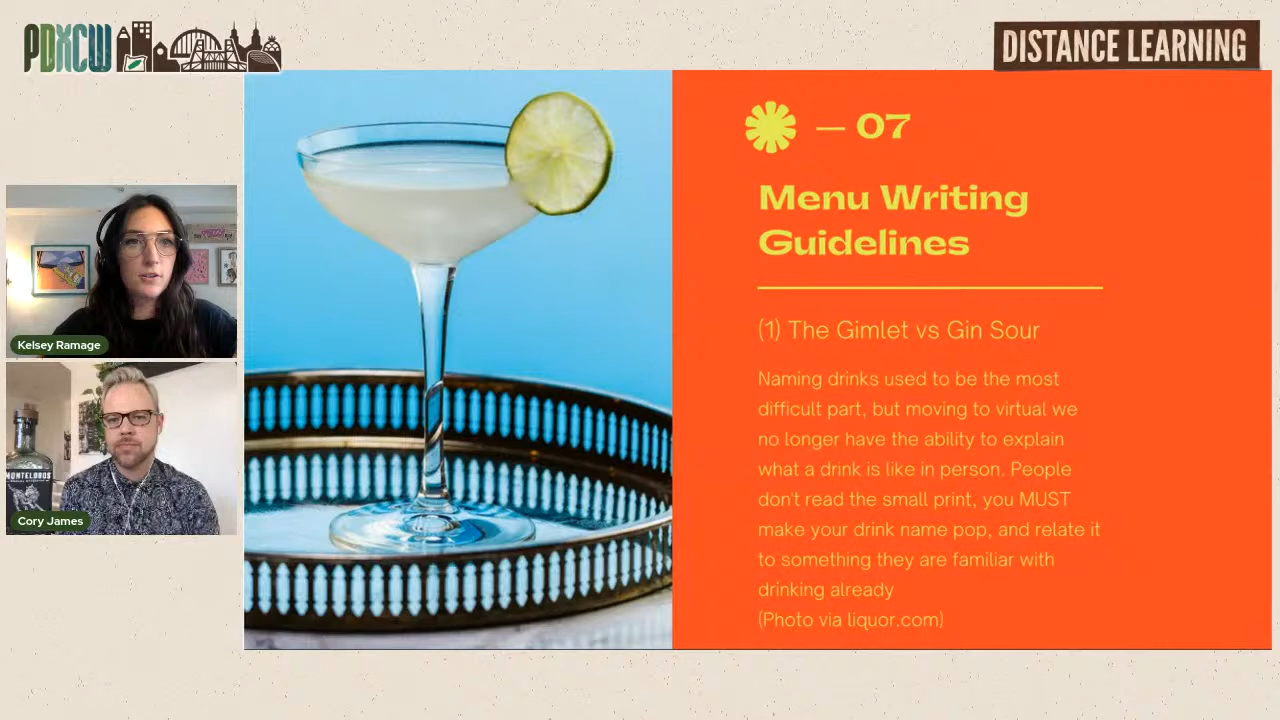 PDXCW
DISTANCE LEARNING
Kelsey Ramage
MONTELOBOS
Cory James
— 07
Menu Writing
Guidelines
(1) The Gimlet vs Gin Sour
Naming drinks used to be the most
difficult part, but moving to virtual we
no longer have the ability to explain
what a drink is like in person. People
don't read the small print, you MUST
make your drink name pop, and relate it
to something they are familiar with
drinking already
(Photo via liquor.com)